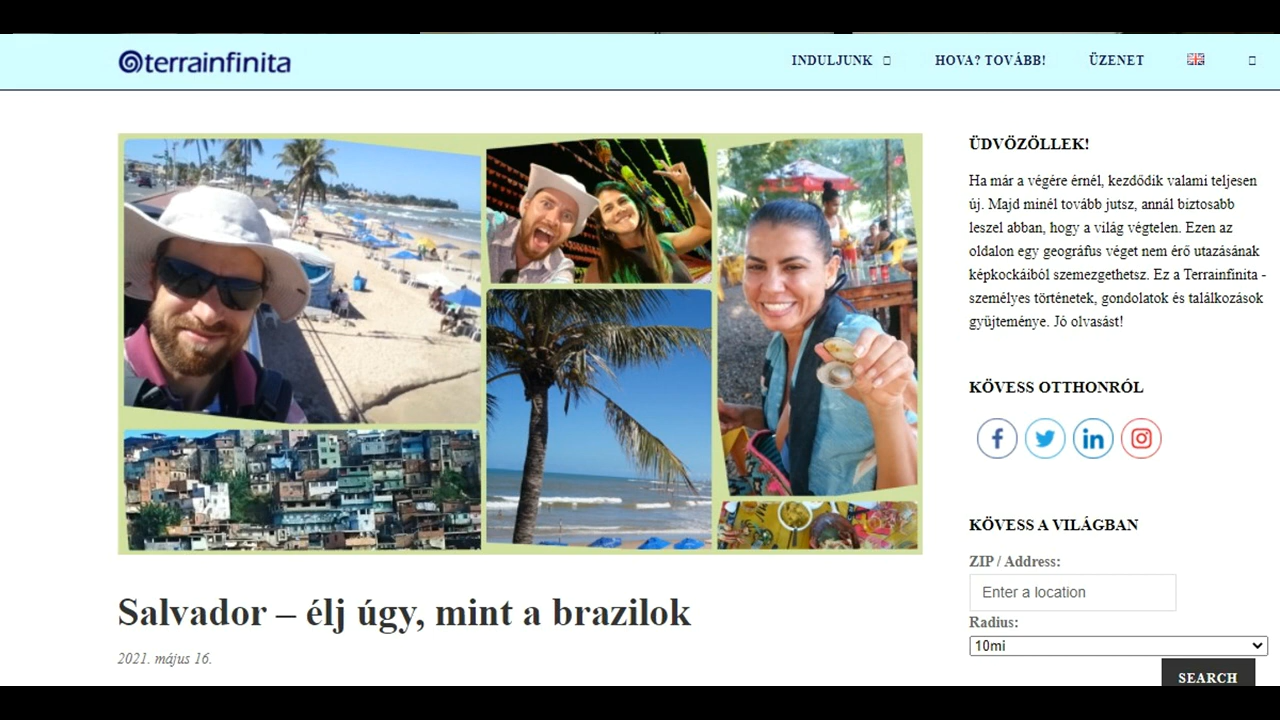 terrainfinita
INDULJUNK
HOVA? TOVÁBB!
ÜZENET
Salvador – élj úgy, mint a brazilok
2021. május 16.
ÜDVÖZÖLLEK!
Ha már a végére érnél, kezdődik valami teljesen
új. Majd minél tovább jutsz, annál biztosabb
leszel abban, hogy a világ végtelen. Ezen az
oldalon egy geográfus véget nem érő utazásának
képkockáiból szemezgethetsz. Ez a Terrainfinita -
személyes történetek, gondolatok és találkozások
gyűjteménye. Jó olvasást!
KÖVESS OTTHONRÓL
KÖVESS A VILÁGBAN
ZIP / Address:
Enter a location
Radius:
10mi
SEARCH